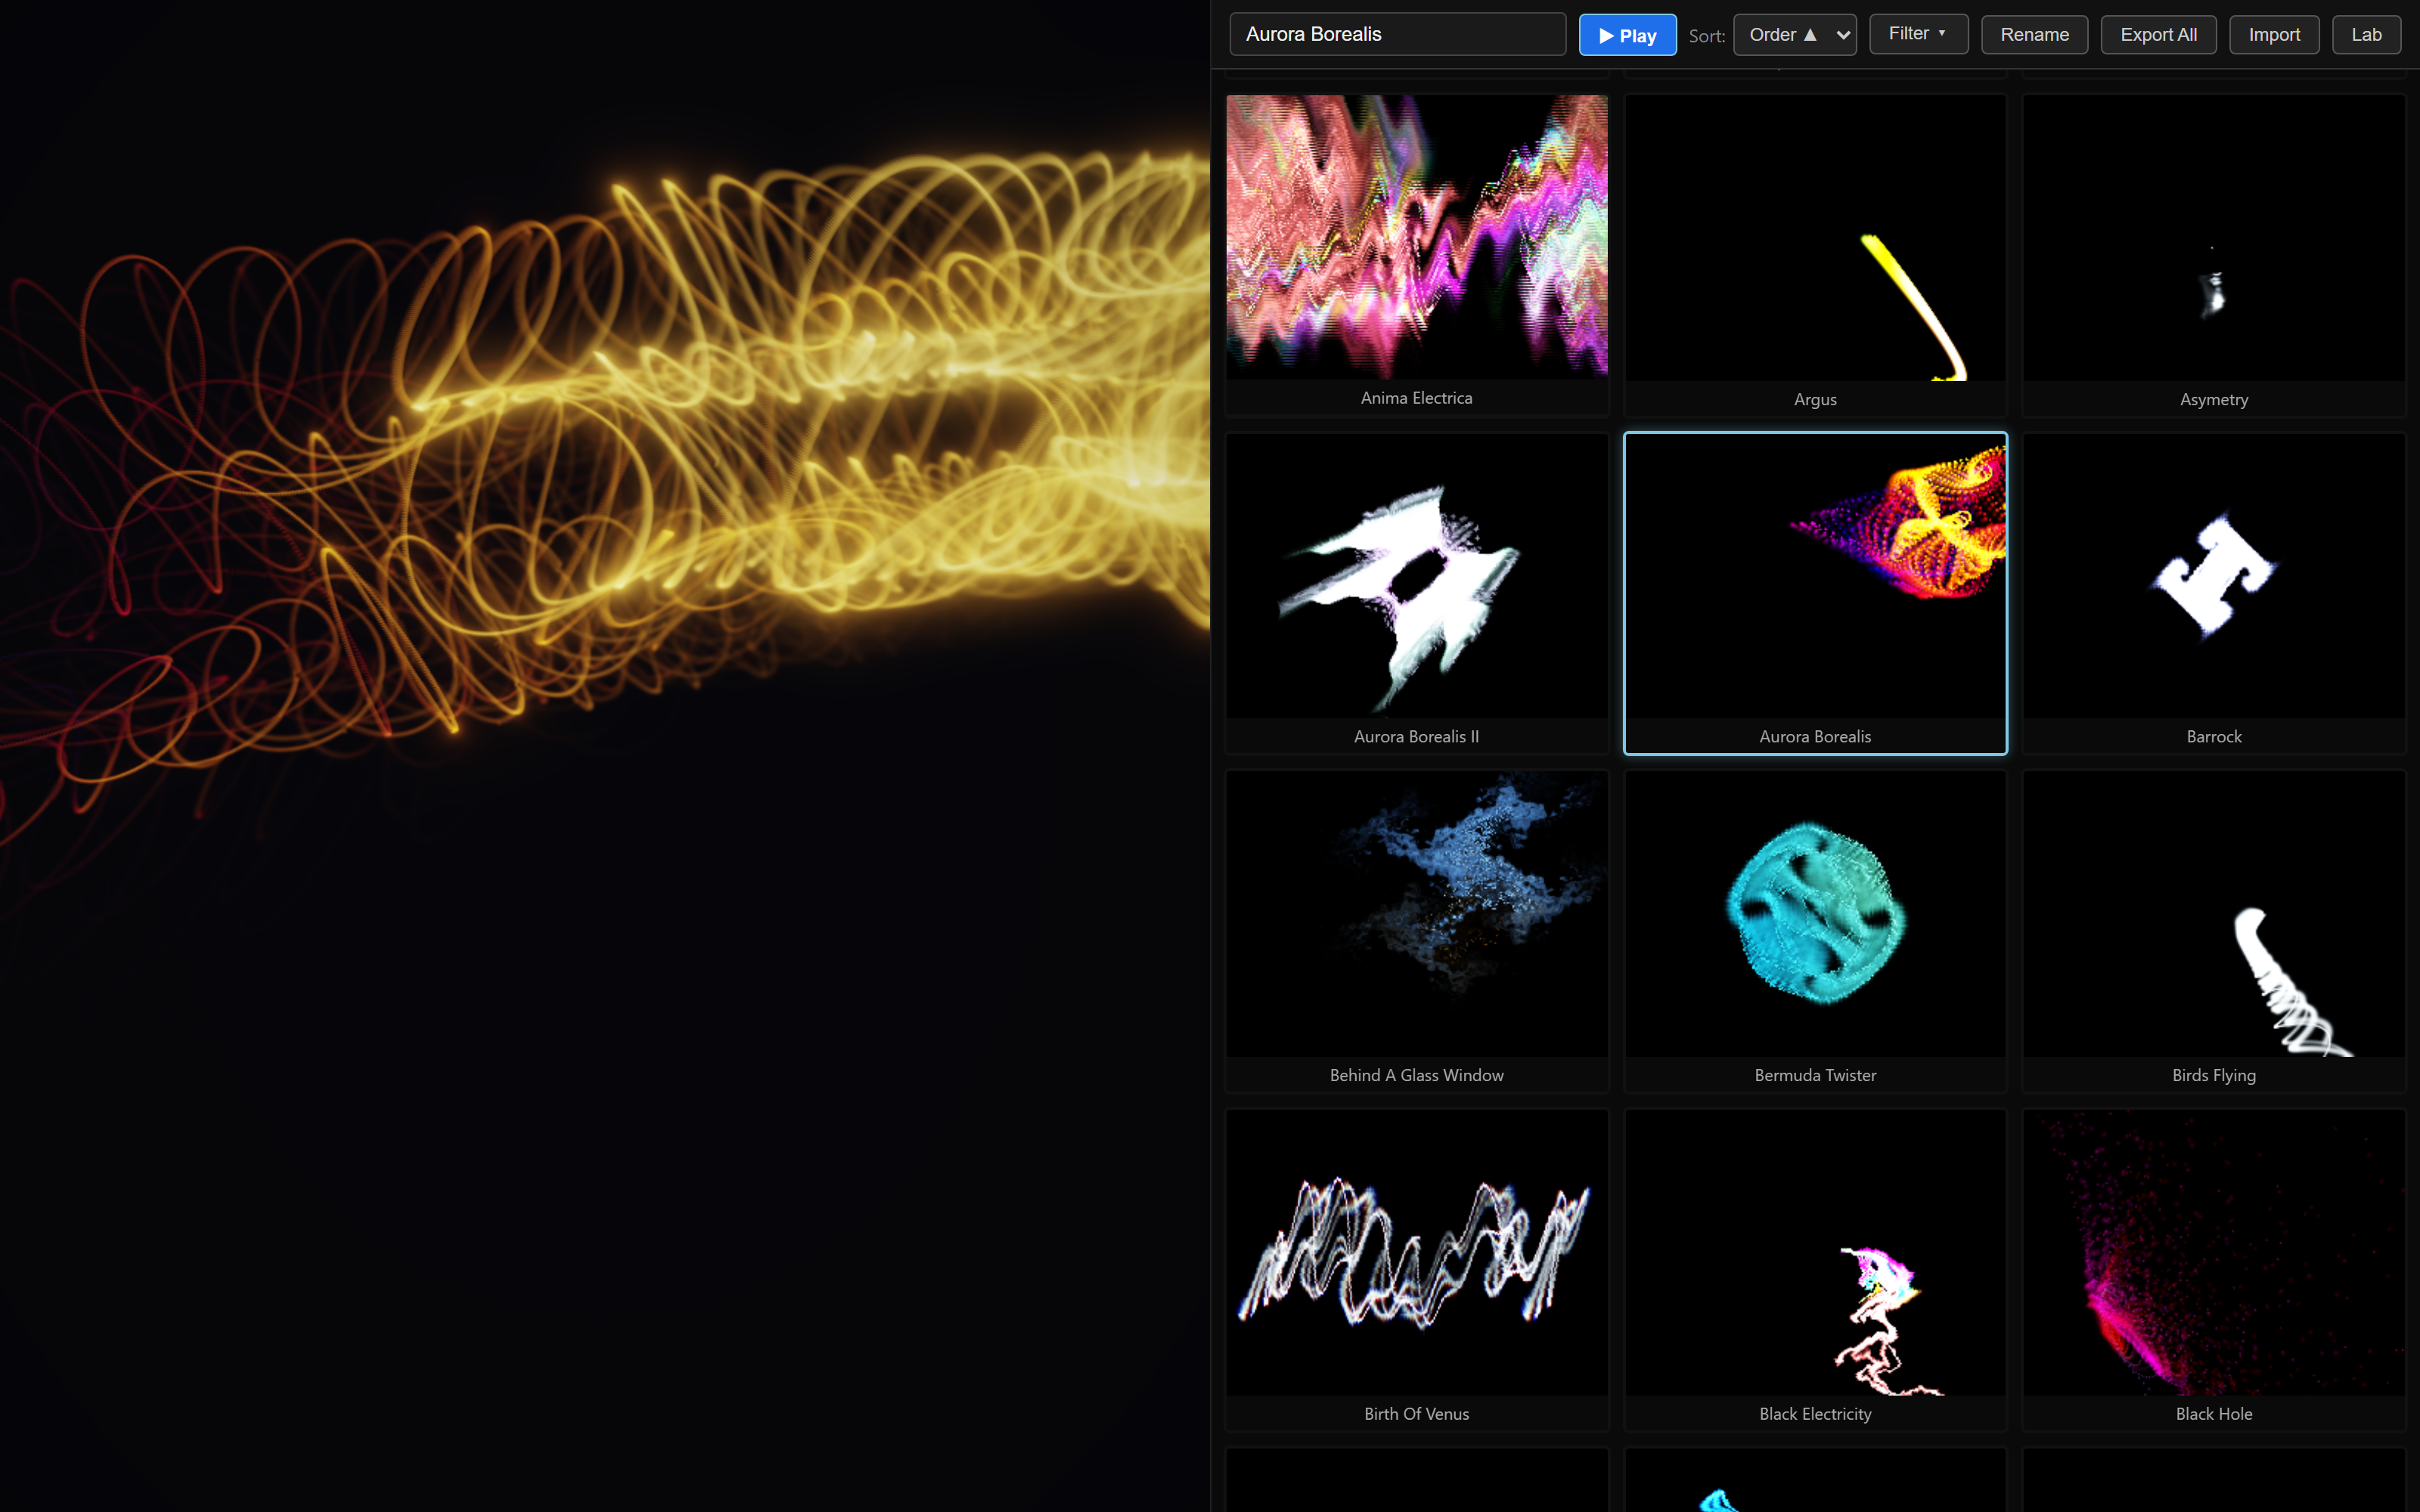 Aurora Borealis
▶ Play
Sort:
Order ▲
Filter ▼
Rename
Export All
Import
Lab
Anima Electrica
Argus
Asymetry
Aurora Borealis II
Aurora Borealis
Barrock
Behind A Glass Window
Bermuda Twister
Birds Flying
Birth Of Venus
Black Electricity
Black Hole